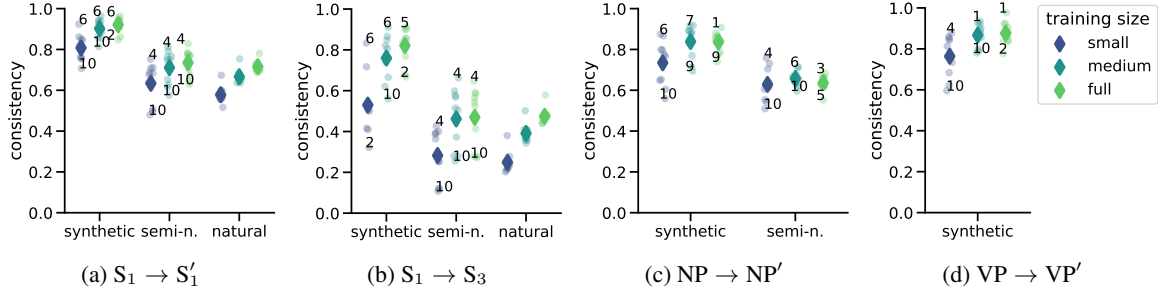 1.0
0.8
0.6
0.4
0.2
0.0
consistency
6 6 6
10 10 2
4 4 4
10 10 10
synthetic semi-n. natural
(a) S₁ → S′₁
1.0
0.8
0.6
0.4
0.2
0.0
consistency
6 6 5
2 10 2
4 4 4
10 10 10
synthetic semi-n. natural
(b) S₁ → S₃
1.0
0.8
0.6
0.4
0.2
0.0
consistency
6 7 1
10 9 9
4 6 3
10 10 5
synthetic semi-n.
(c) NP → NP′
1.0
0.8
0.6
0.4
0.2
0.0
consistency
4 1 1
10 10 2
synthetic
(d) VP → VP′
training size
small
medium
full